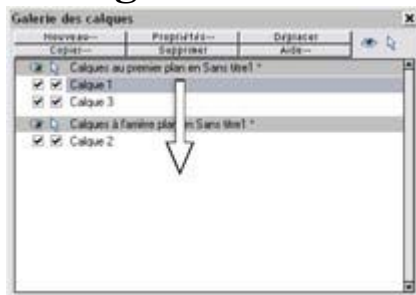 Galerie des calques
Nouveau... Propriétés... Déplacer
Copier... Supprimer Aide...
Calques au premier plan en Sans titre1 *
Calque 1
Calque 3
Calques à l'arrière plan en Sans titre1 *
Calque 2